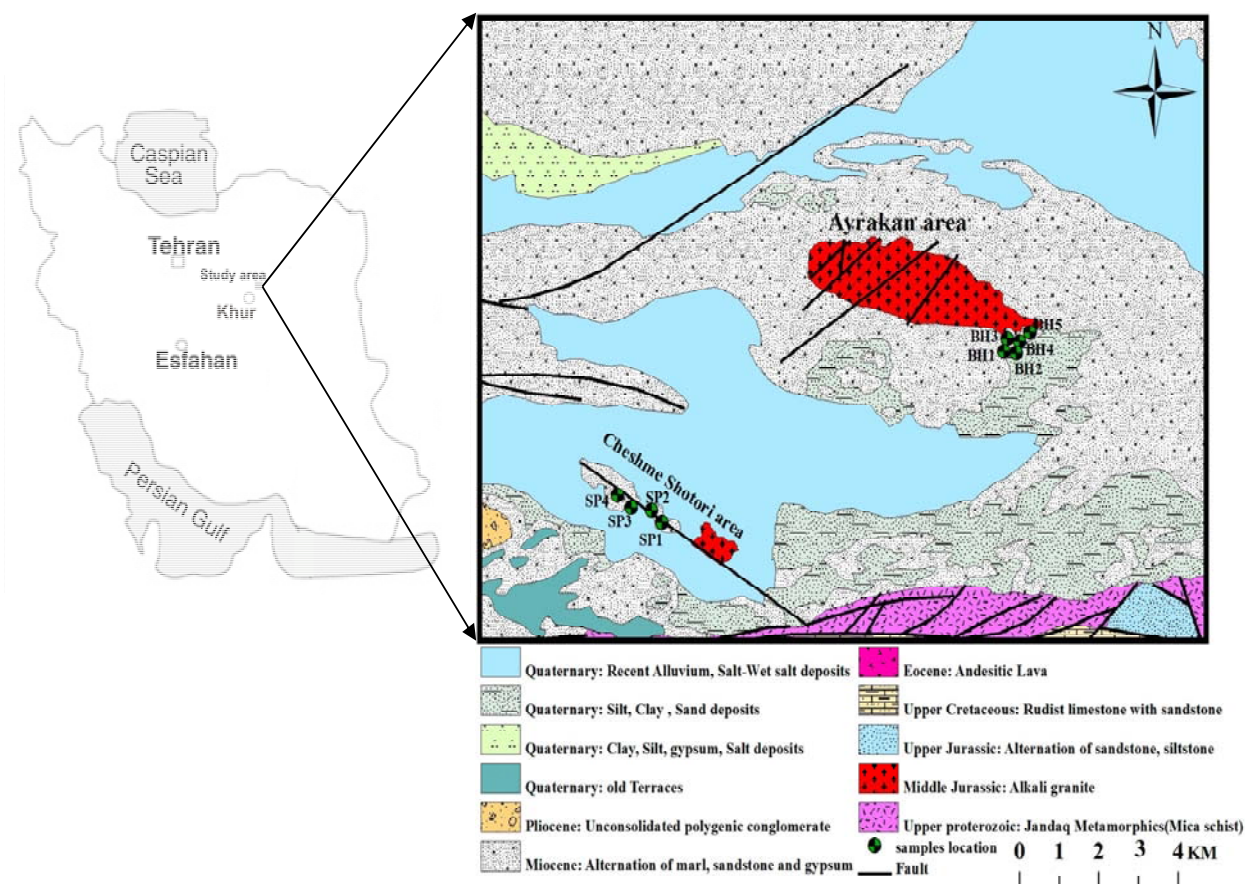 Caspian
Sea
Tehran
Study area
Khur
Esfahan
Persian Gulf
N
Ayrakan area
BH5
BH3
BH4
BH1
BH2
Cheshme Shotori area
SP4
SP2
SP3
SP1
Quaternary: Recent Alluvium, Salt-Wet salt deposits
Quaternary: Silt, Clay , Sand deposits
Quaternary: Clay, Silt, gypsum, Salt deposits
Quaternary: old Terraces
Pliocene: Unconsolidated polygenic conglomerate
Miocene: Alternation of marl, sandstone and gypsum
Eocene: Andesitic Lava
Upper Cretaceous: Rudist limestone with sandstone
Upper Jurassic: Alternation of sandstone, siltstone
Middle Jurassic: Alkali granite
Upper proterozoic: Jandaq Metamorphics(Mica schist)
samples location
Fault
0 1 2 3 4 KM